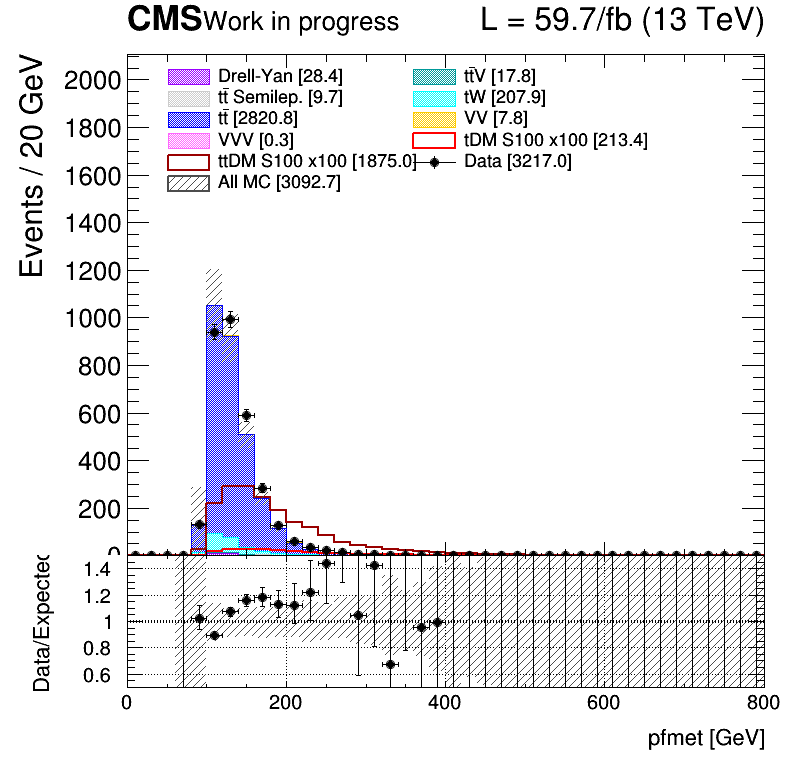 CMS Work in progress L = 59.7/fb (13 TeV)
Events / 20 GeV
2000
1800
1600
1400
1200
1000
800
600
400
200
0
Drell-Yan [28.4]
tt̄V [17.8]
tt̄ Semilep. [9.7]
tW [207.9]
tt̄ [2820.8]
VV [7.8]
VVV [0.3]
tDM S100 x100 [213.4]
ttDM S100 x100 [1875.0]
Data [3217.0]
All MC [3092.7]
Data/Expected
1.4
1.2
1
0.8
0.6
0 200 400 600 800
pfmet [GeV]